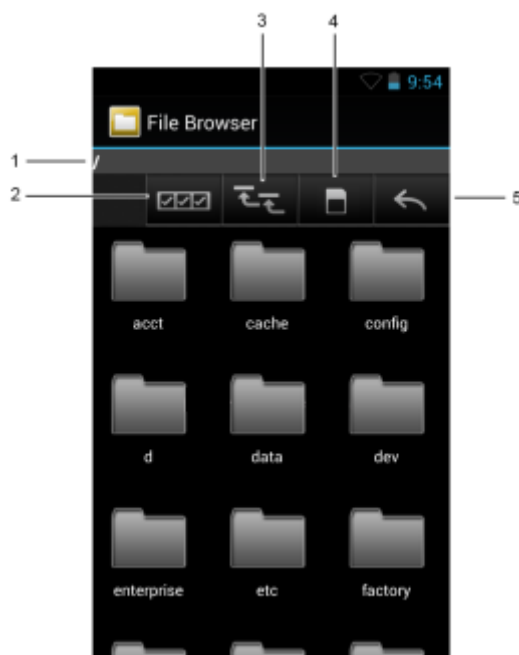 3 4
9:54
File Browser
1 /
2 5
acct cache config
d data dev
enterprise etc factory